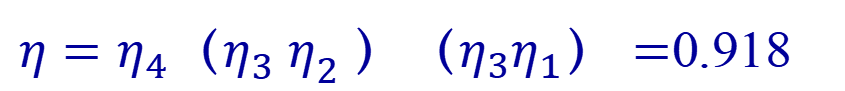 η = η₄ (η₃ η₂ ) (η₃η₁) =0.918